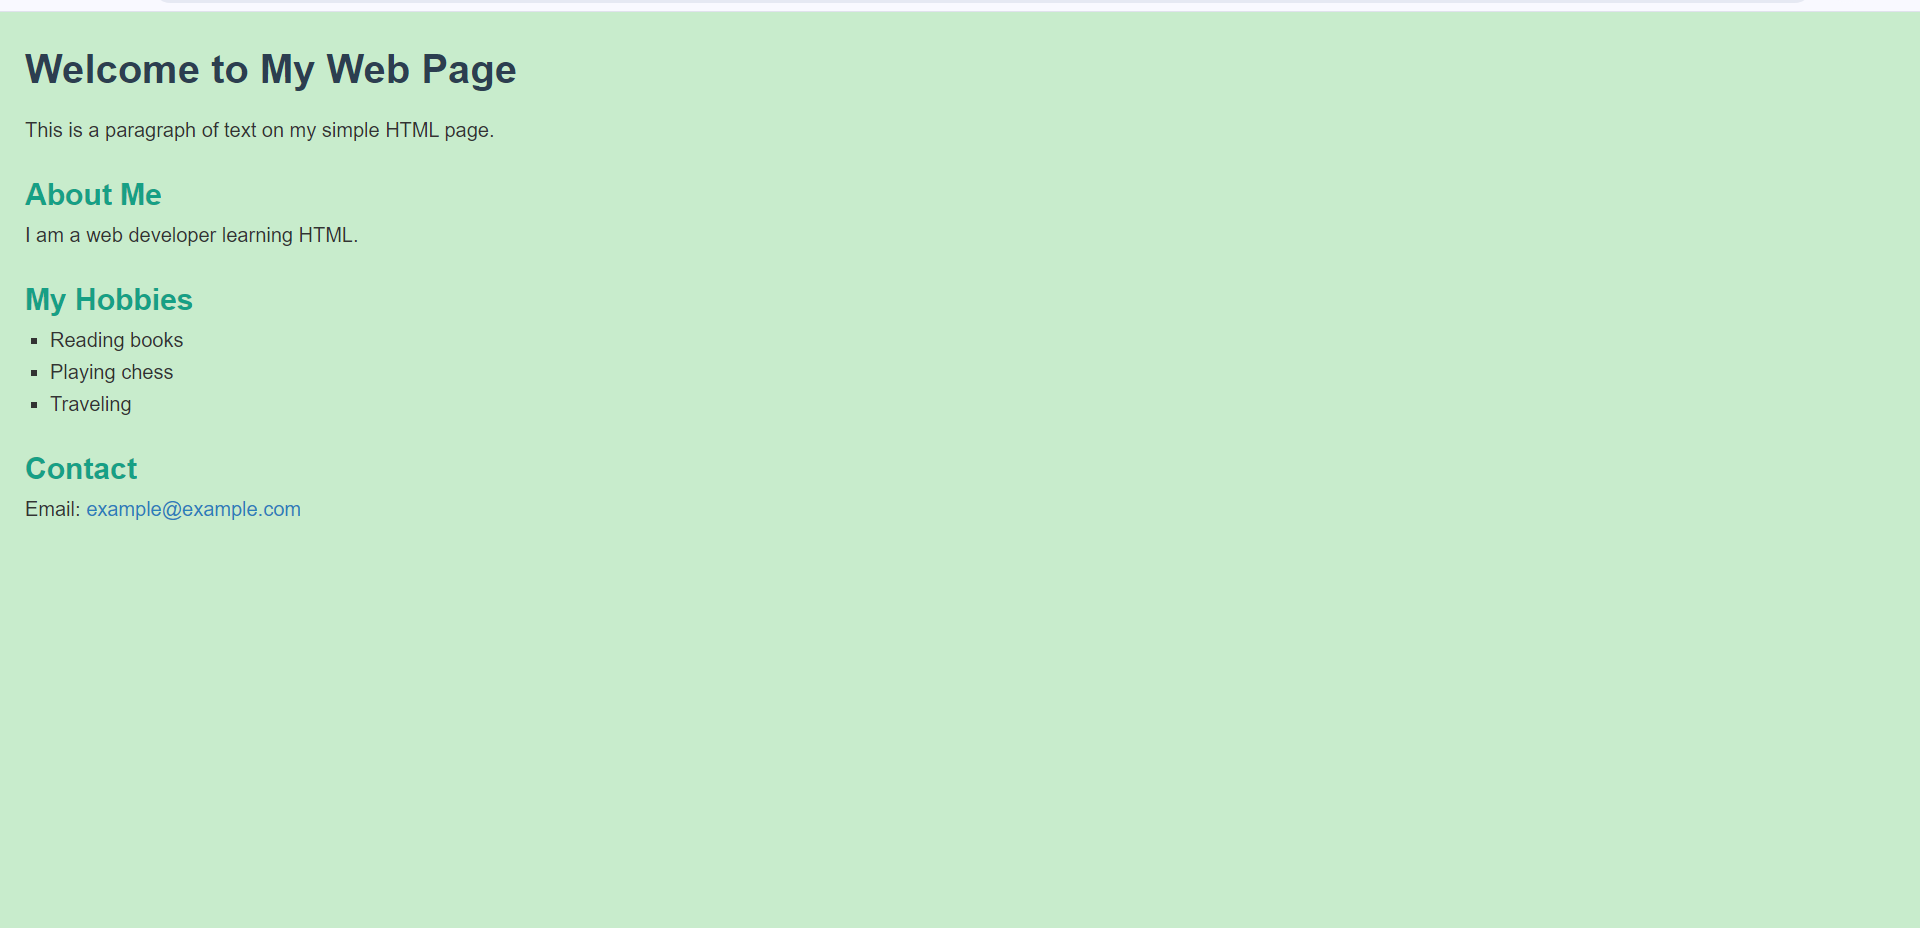 Welcome to My Web Page
This is a paragraph of text on my simple HTML page.
About Me
I am a web developer learning HTML.
My Hobbies
Reading books
Playing chess
Traveling
Contact
Email: example@example.com